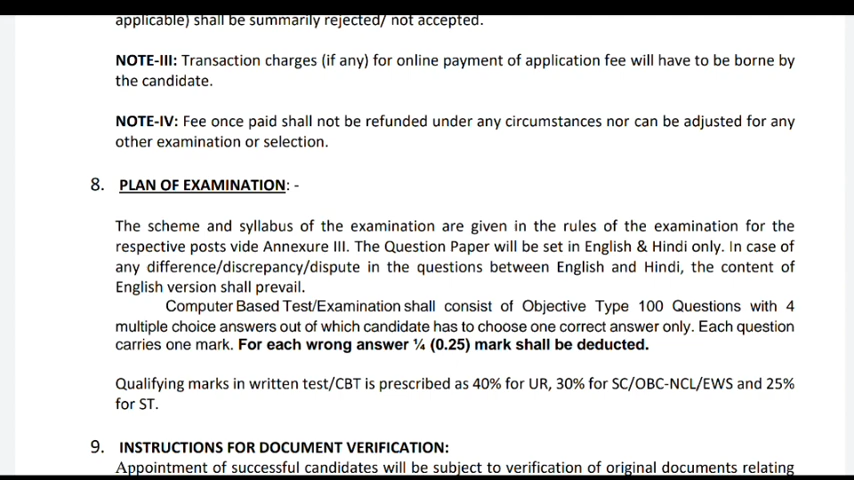 applicable) shall be summarily rejected/ not accepted.
NOTE-III: Transaction charges (if any) for online payment of application fee will have to be borne by
the candidate.
NOTE-IV: Fee once paid shall not be refunded under any circumstances nor can be adjusted for any
other examination or selection.
8. PLAN OF EXAMINATION: -
The scheme and syllabus of the examination are given in the rules of the examination for the
respective posts vide Annexure III. The Question Paper will be set in English & Hindi only. In case of
any difference/discrepancy/dispute in the questions between English and Hindi, the content of
English version shall prevail.
Computer Based Test/Examination shall consist of Objective Type 100 Questions with 4
multiple choice answers out of which candidate has to choose one correct answer only. Each question
carries one mark. For each wrong answer ¼ (0.25) mark shall be deducted.
Qualifying marks in written test/CBT is prescribed as 40% for UR, 30% for SC/OBC-NCL/EWS and 25%
for ST.
9. INSTRUCTIONS FOR DOCUMENT VERIFICATION:
Appointment of successful candidates will be subject to verification of original documents relating